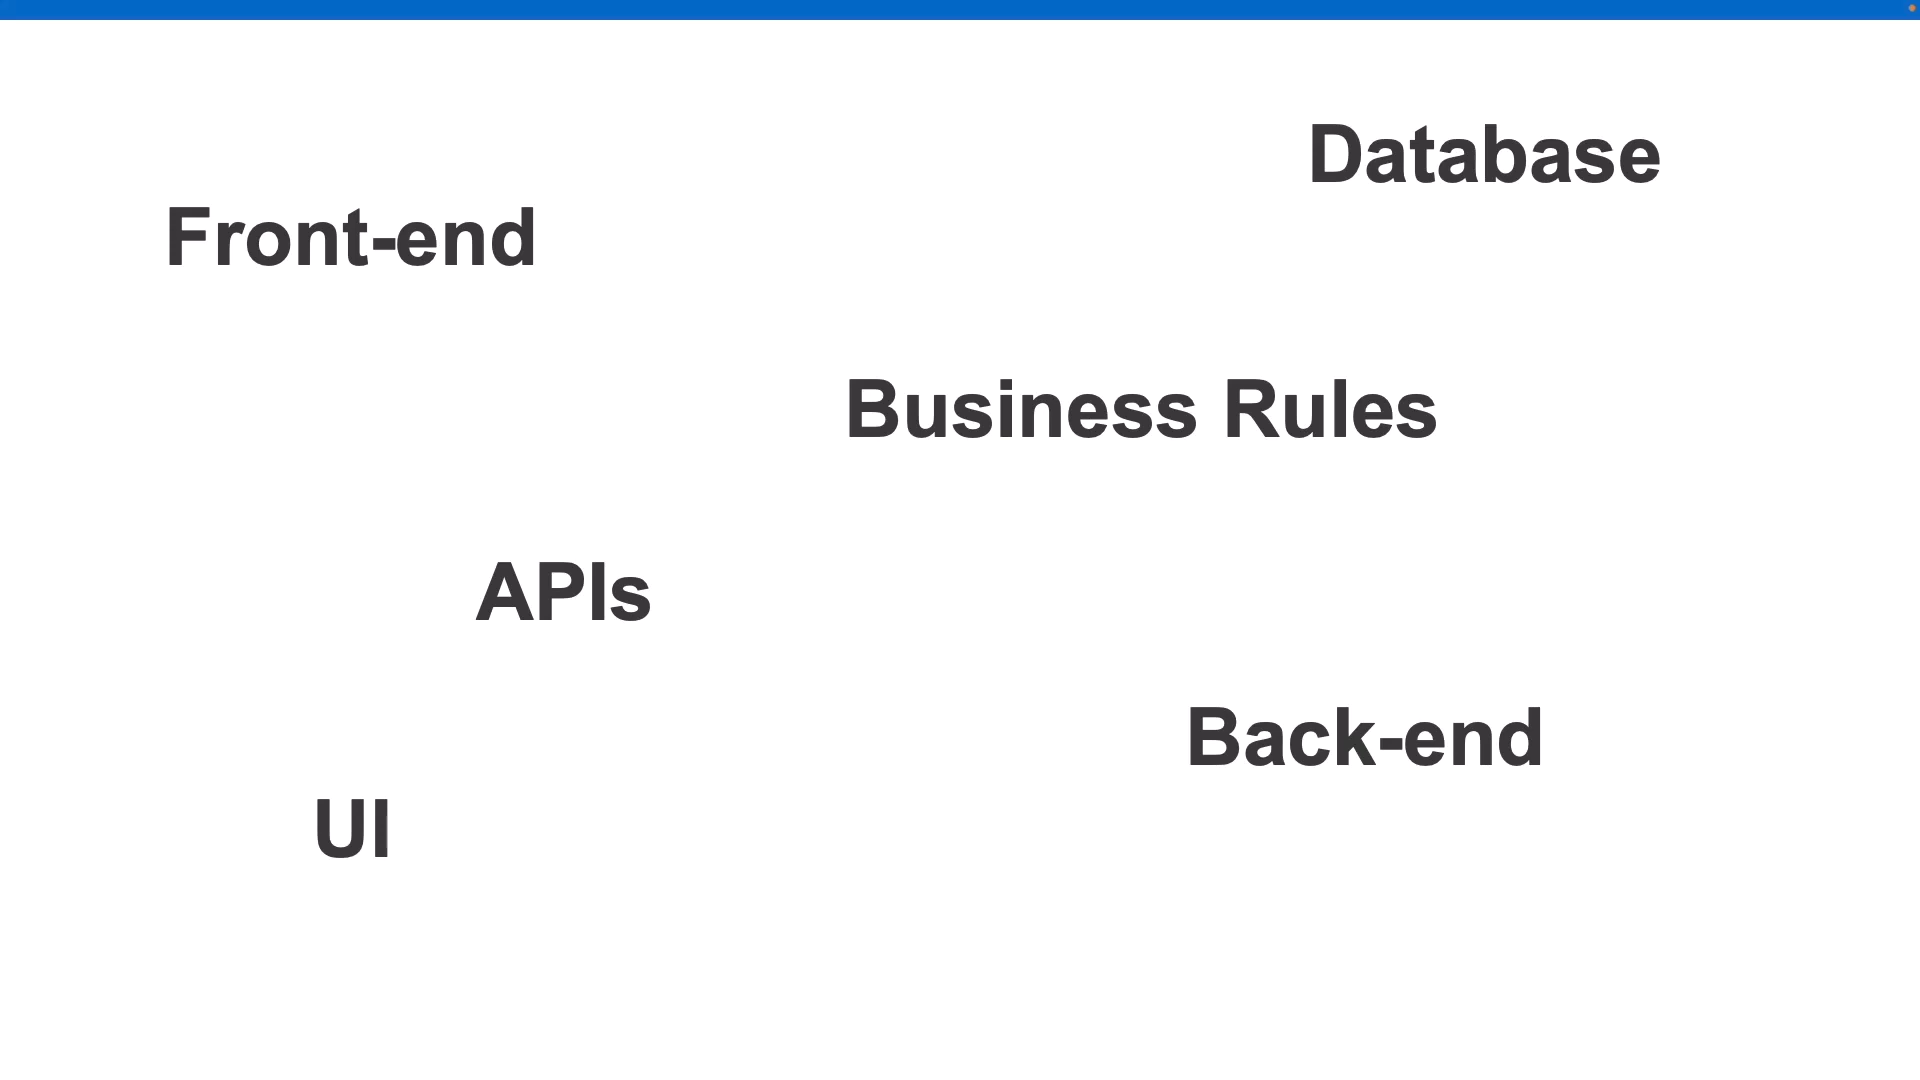 Database
Front-end
Business Rules
APIs
Back-end
UI